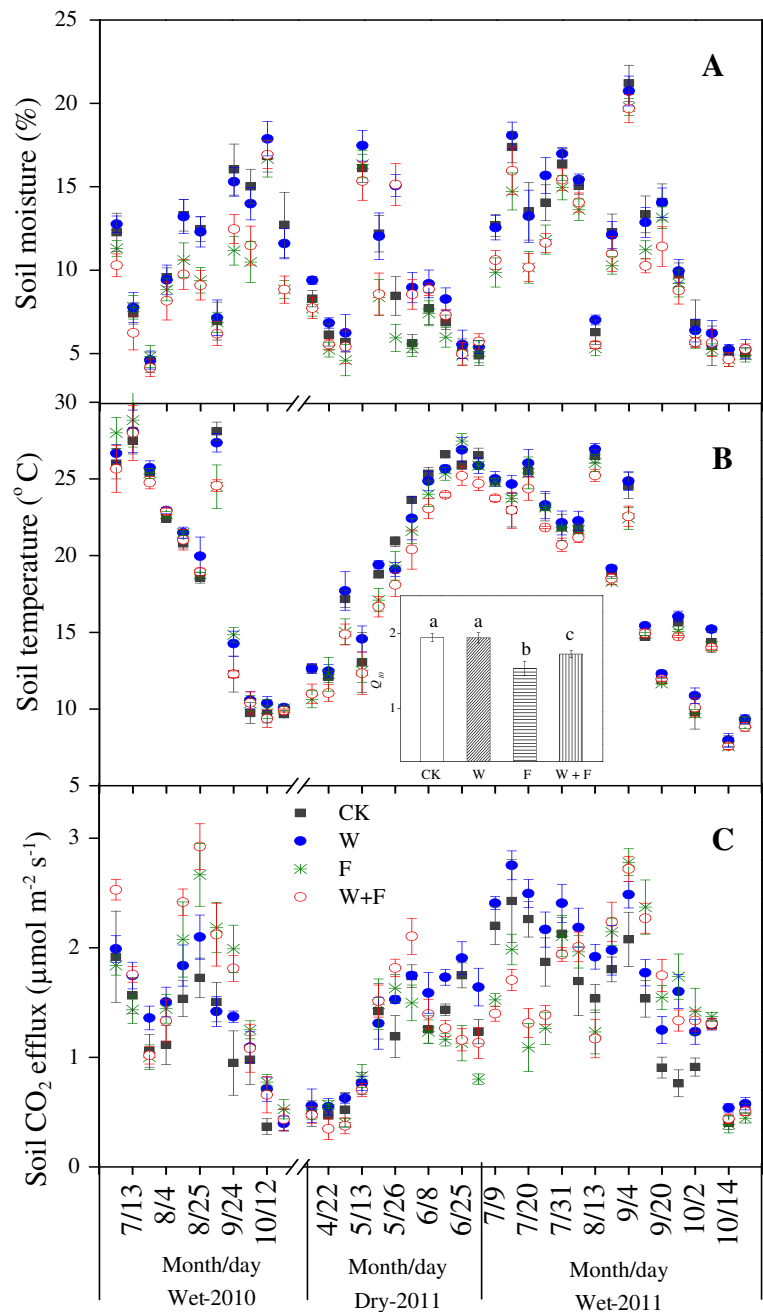 A
Soil moisture (%)
25
20
15
10
5
B
Soil temperature (° C)
30
25
20
15
10
5
Q10
2
1
a
a
b
c
CK
W
F
W + F
C
Soil CO2 efflux (µmol m-2 s-1)
3
2
1
0
CK
W
F
W+F
7/13
8/4
8/25
9/24
10/12
4/22
5/13
5/26
6/8
6/25
7/9
7/20
7/31
8/13
9/4
9/20
10/2
10/14
Month/day
Month/day
Month/day
Wet-2010
Dry-2011
Wet-2011